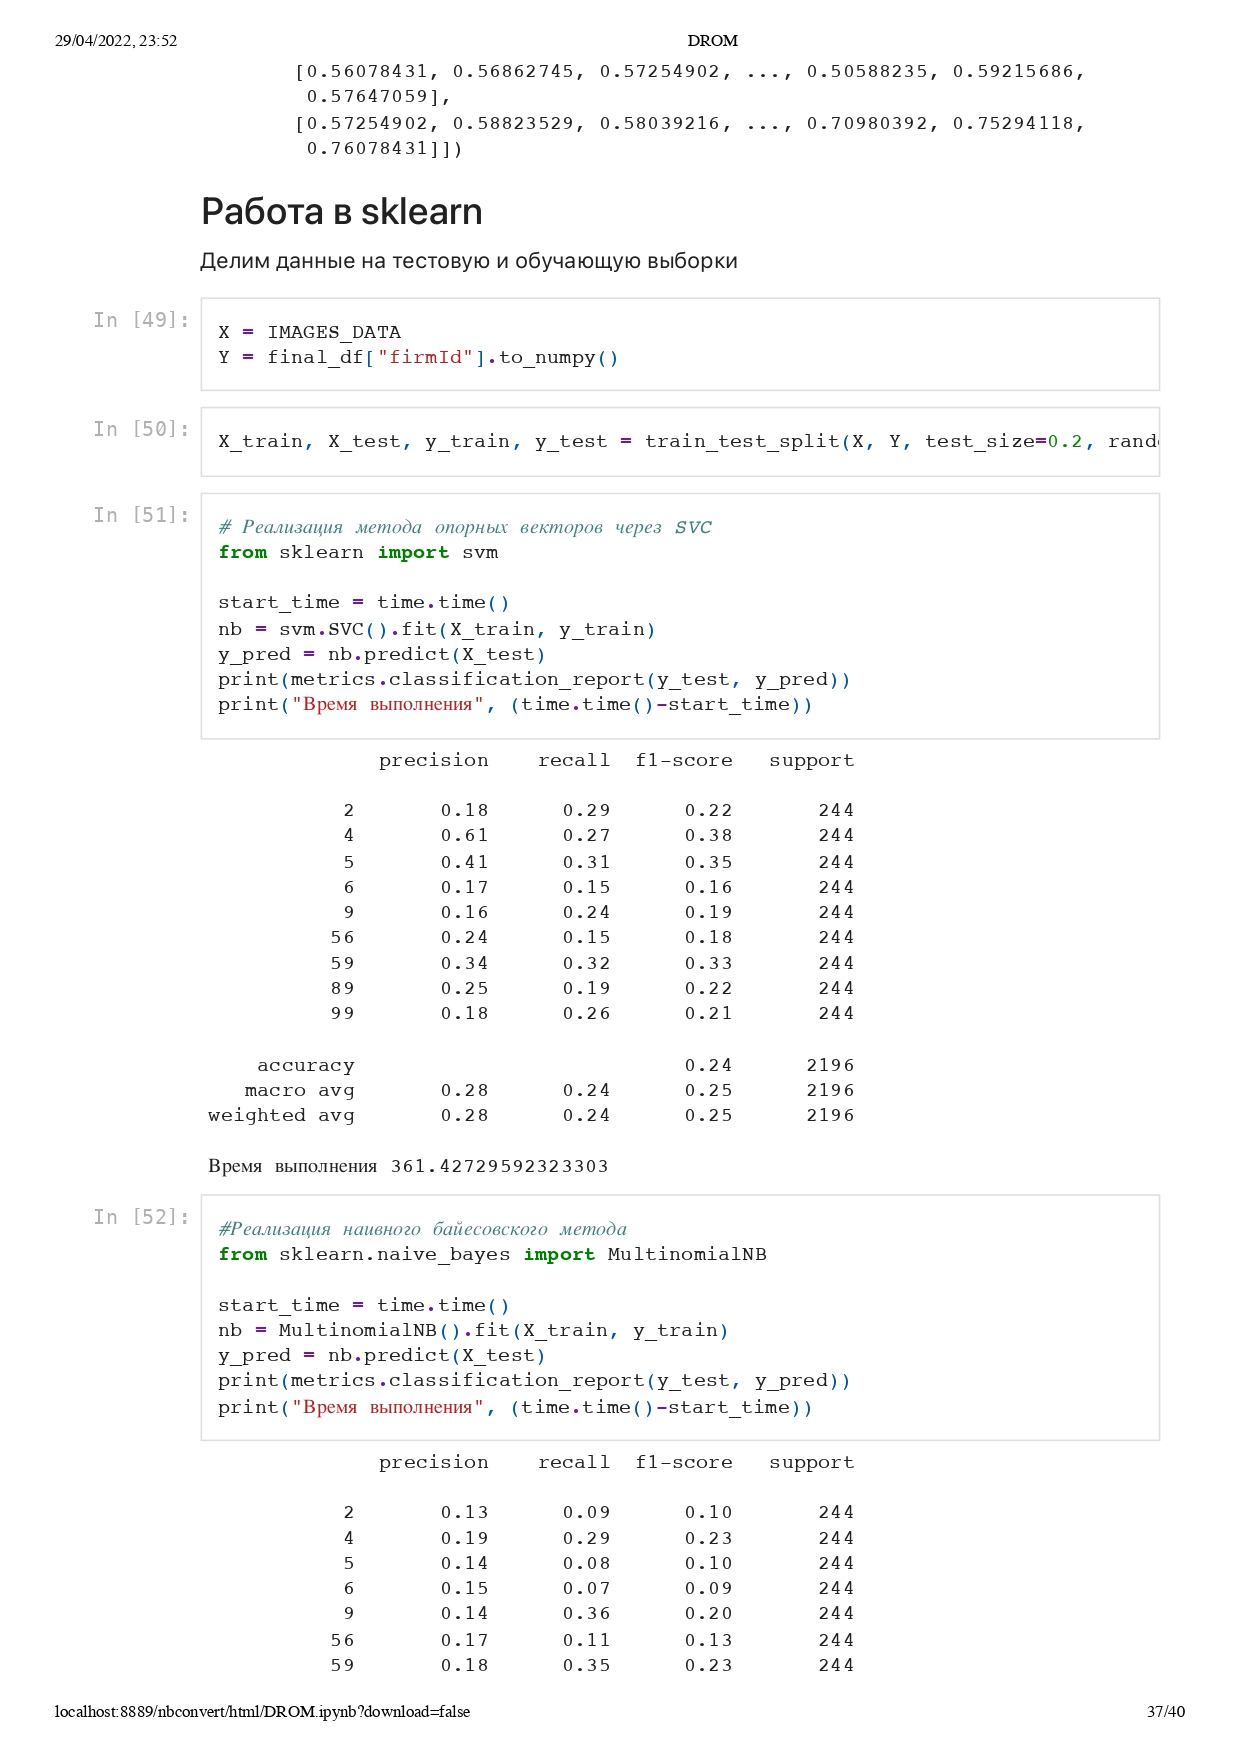 29/04/2022, 23:52 DROM
[0.56078431, 0.56862745, 0.57254902, ..., 0.50588235, 0.59215686,
0.57647059],
[0.57254902, 0.58823529, 0.58039216, ..., 0.70980392, 0.75294118,
0.76078431]])
Работа в sklearn
Делим данные на тестовую и обучающую выборки
In [49]:
X = IMAGES_DATA
Y = final_df["firmId"].to_numpy()
In [50]:
X_train, X_test, y_train, y_test = train_test_split(X, Y, test_size=0.2, rand
In [51]:
# Реализация метода опорных векторов через SVC
from sklearn import svm
start_time = time.time()
nb = svm.SVC().fit(X_train, y_train)
y_pred = nb.predict(X_test)
print(metrics.classification_report(y_test, y_pred))
print("Время выполнения", (time.time()-start_time))
precision recall f1-score support
2 0.18 0.29 0.22 244
4 0.61 0.27 0.38 244
5 0.41 0.31 0.35 244
6 0.17 0.15 0.16 244
9 0.16 0.24 0.19 244
56 0.24 0.15 0.18 244
59 0.34 0.32 0.33 244
89 0.25 0.19 0.22 244
99 0.18 0.26 0.21 244
accuracy 0.24 2196
macro avg 0.28 0.24 0.25 2196
weighted avg 0.28 0.24 0.25 2196
Время выполнения 361.42729592323303
In [52]:
#Реализация наивного байесовского метода
from sklearn.naive_bayes import MultinomialNB
start_time = time.time()
nb = MultinomialNB().fit(X_train, y_train)
y_pred = nb.predict(X_test)
print(metrics.classification_report(y_test, y_pred))
print("Время выполнения", (time.time()-start_time))
precision recall f1-score support
2 0.13 0.09 0.10 244
4 0.19 0.29 0.23 244
5 0.14 0.08 0.10 244
6 0.15 0.07 0.09 244
9 0.14 0.36 0.20 244
56 0.17 0.11 0.13 244
59 0.18 0.35 0.23 244
localhost:8889/nbconvert/html/DROM.ipynb?download=false 37/40